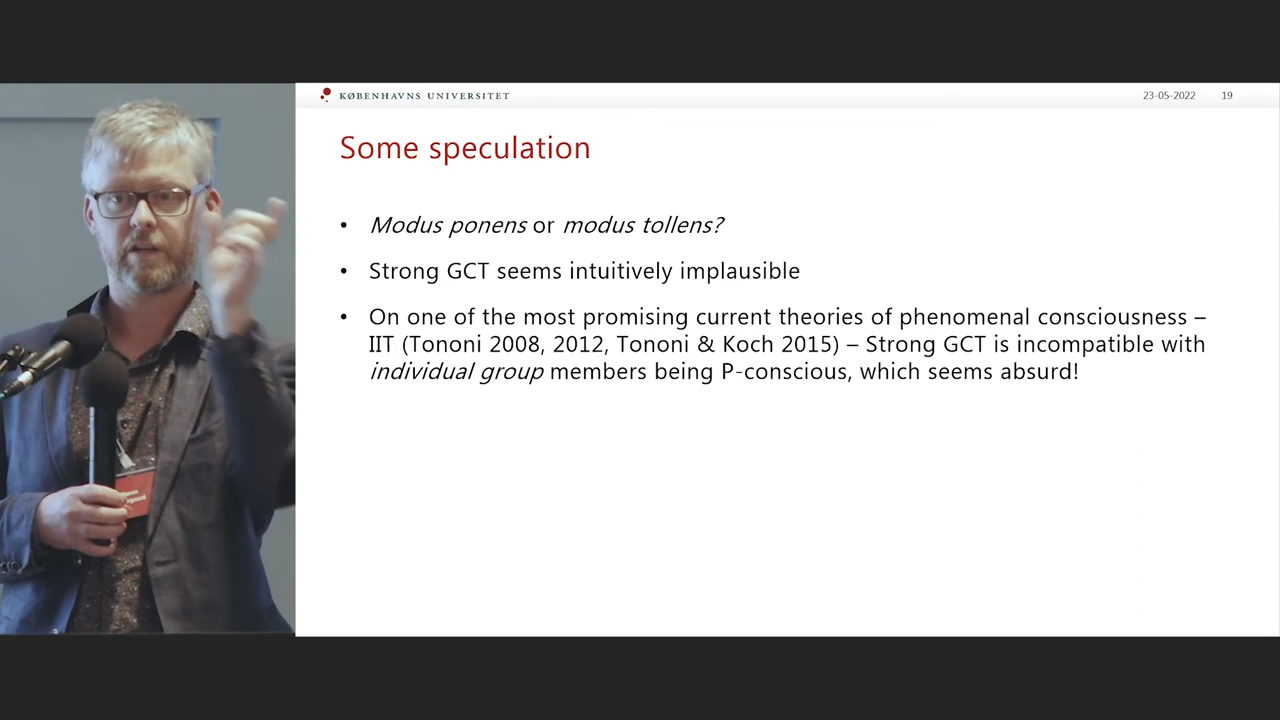 KØBENHAVNS UNIVERSITET
23-05-2022 19
Some speculation
• Modus ponens or modus tollens?
• Strong GCT seems intuitively implausible
• On one of the most promising current theories of phenomenal consciousness –
IIT (Tononi 2008, 2012, Tononi & Koch 2015) – Strong GCT is incompatible with
individual group members being P-conscious, which seems absurd!